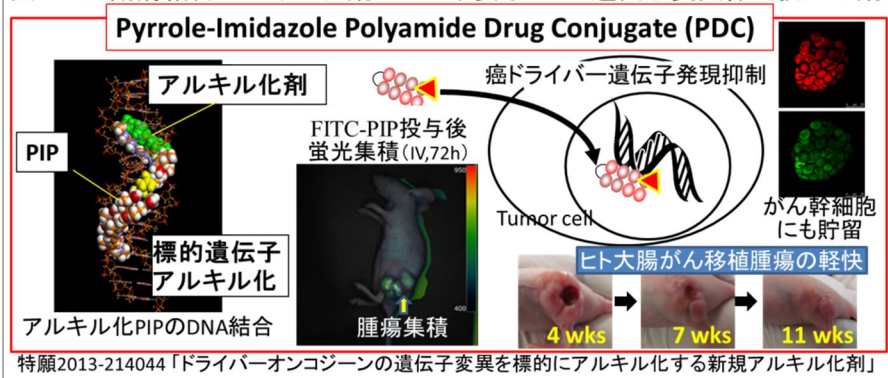 Pyrrole-Imidazole Polyamide Drug Conjugate (PDC)
アルキル化剤
PIP
標的遺伝子
アルキル化
アルキル化PIPのDNA結合
FITC-PIP投与後
蛍光集積(IV,72h)
950
400
腫瘍集積
癌ドライバー遺伝子発現抑制
Tumor cell
がん幹細胞
にも貯留
ヒト大腸がん移植腫瘍の軽快
4 wks
7 wks
11 wks
特願2013-214044「ドライバーオンコジーンの遺伝子変異を標的にアルキル化する新規アルキル化剤」